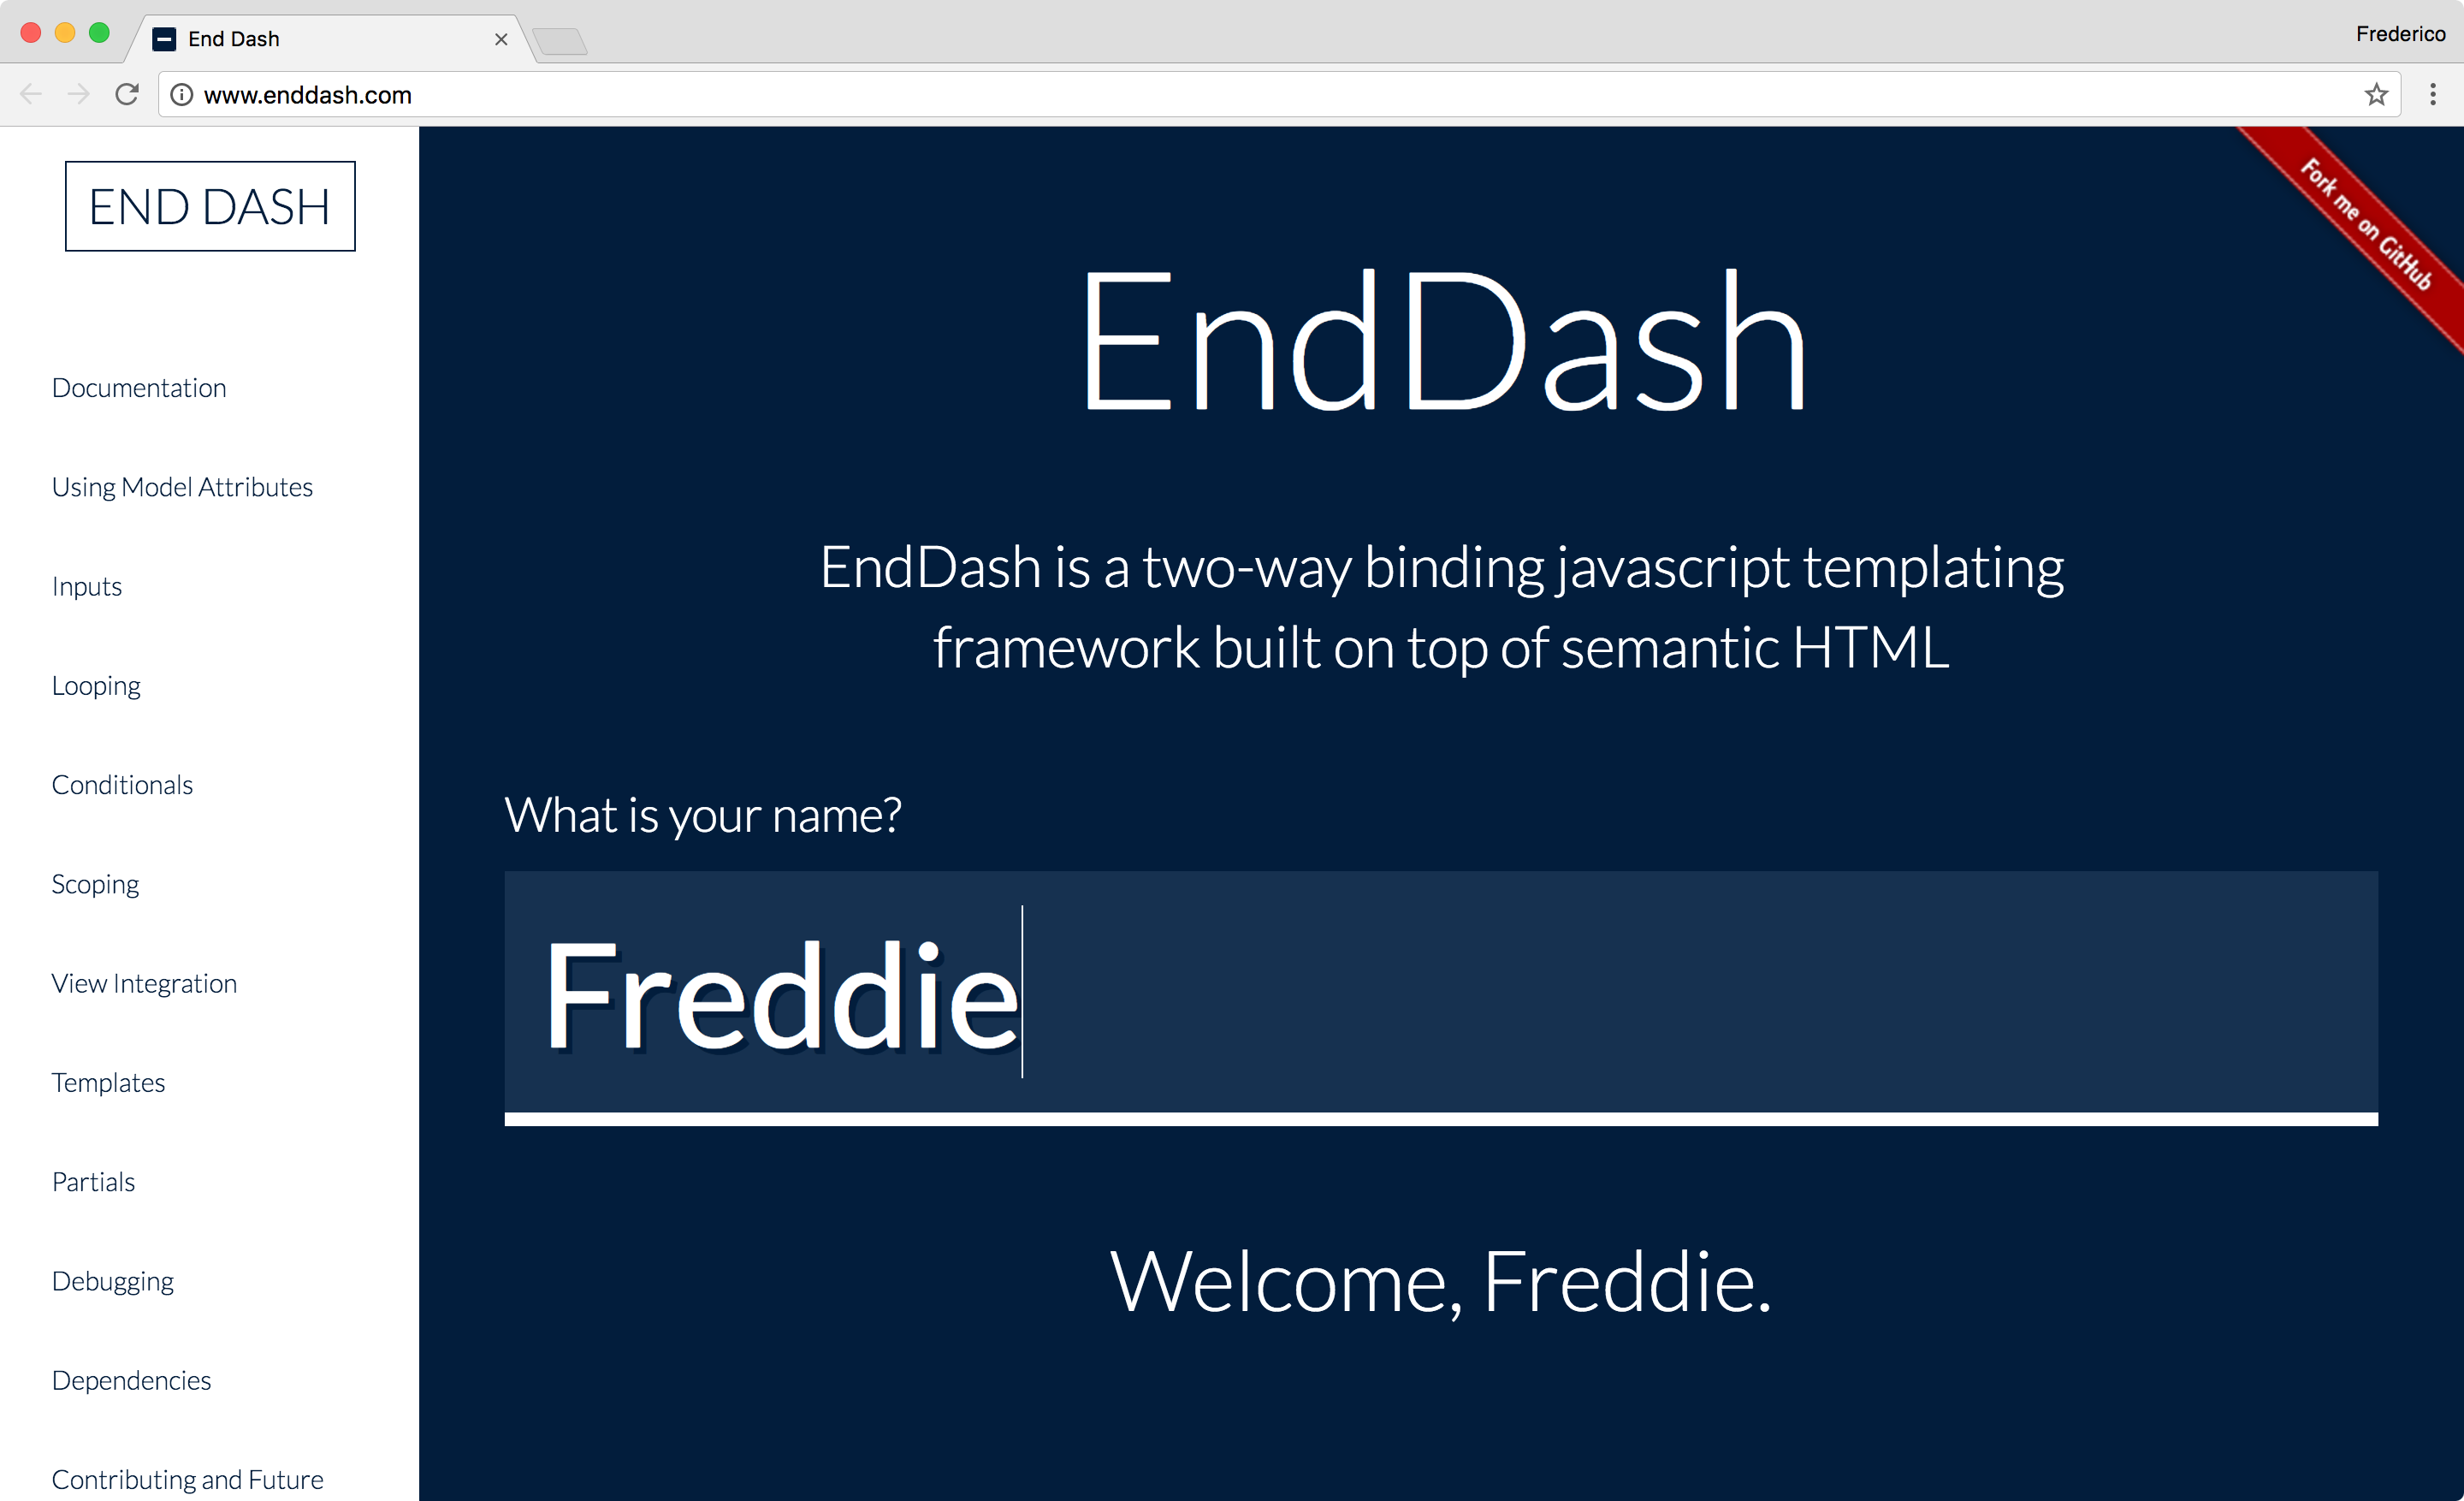 End Dash
Frederico
www.enddash.com
END DASH
Documentation
Using Model Attributes
Inputs
Looping
Conditionals
Scoping
View Integration
Templates
Partials
Debugging
Dependencies
Contributing and Future
Fork me on GitHub
EndDash
EndDash is a two-way binding javascript templating
framework built on top of semantic HTML
What is your name?
Freddie
Welcome, Freddie.